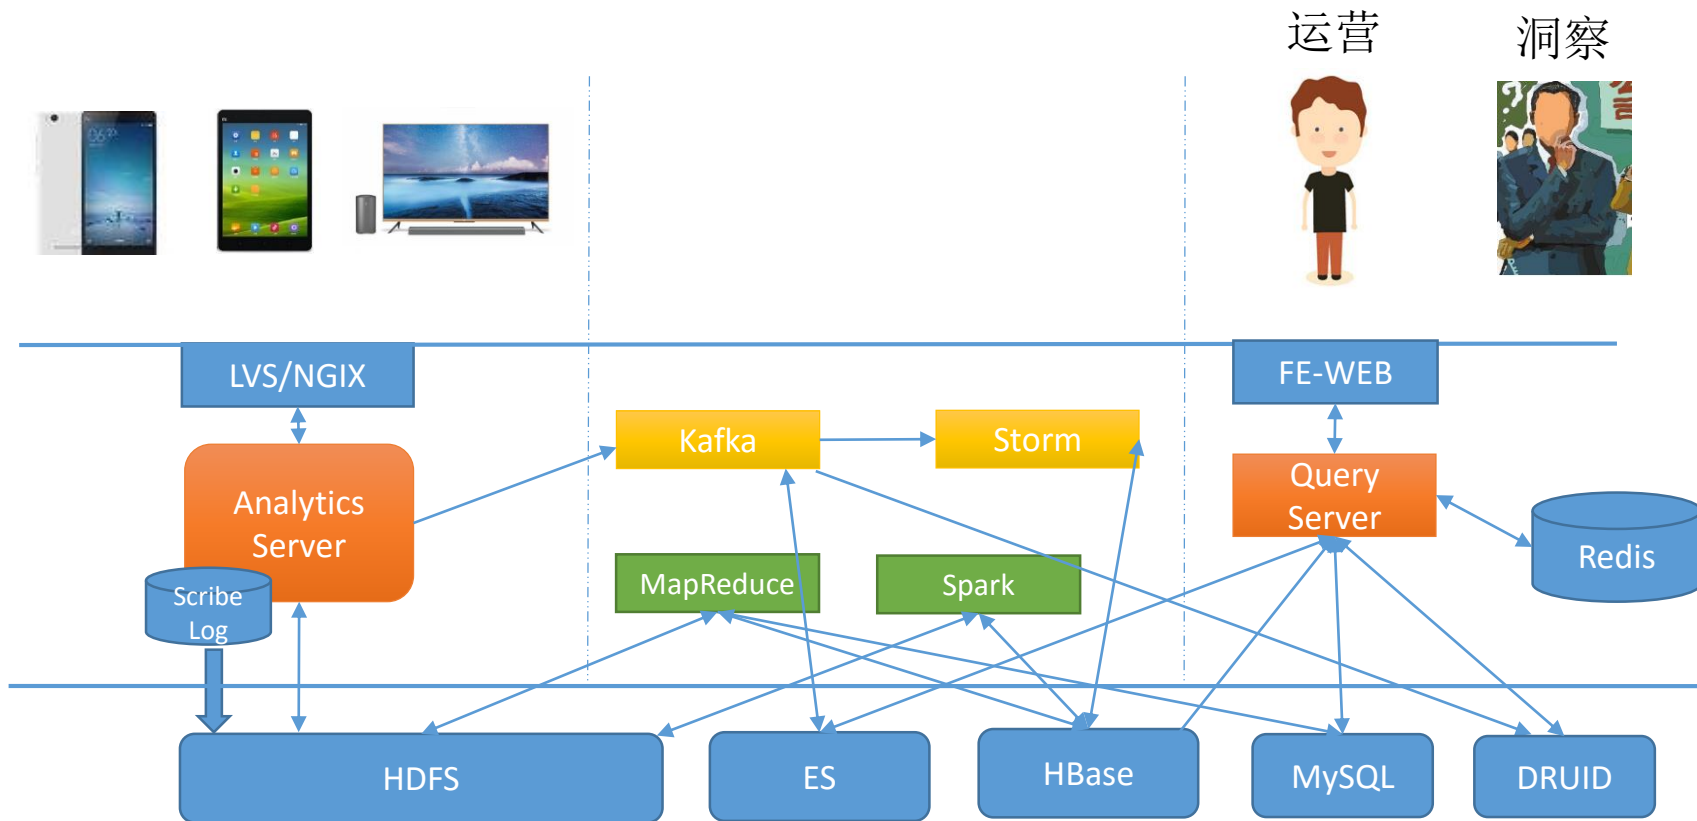 运营
洞察
LVS/NGIX
FE-WEB
Kafka
Storm
Analytics
Server
Query
Server
Redis
MapReduce
Spark
Scribe
Log
HDFS
ES
HBase
MySQL
DRUID